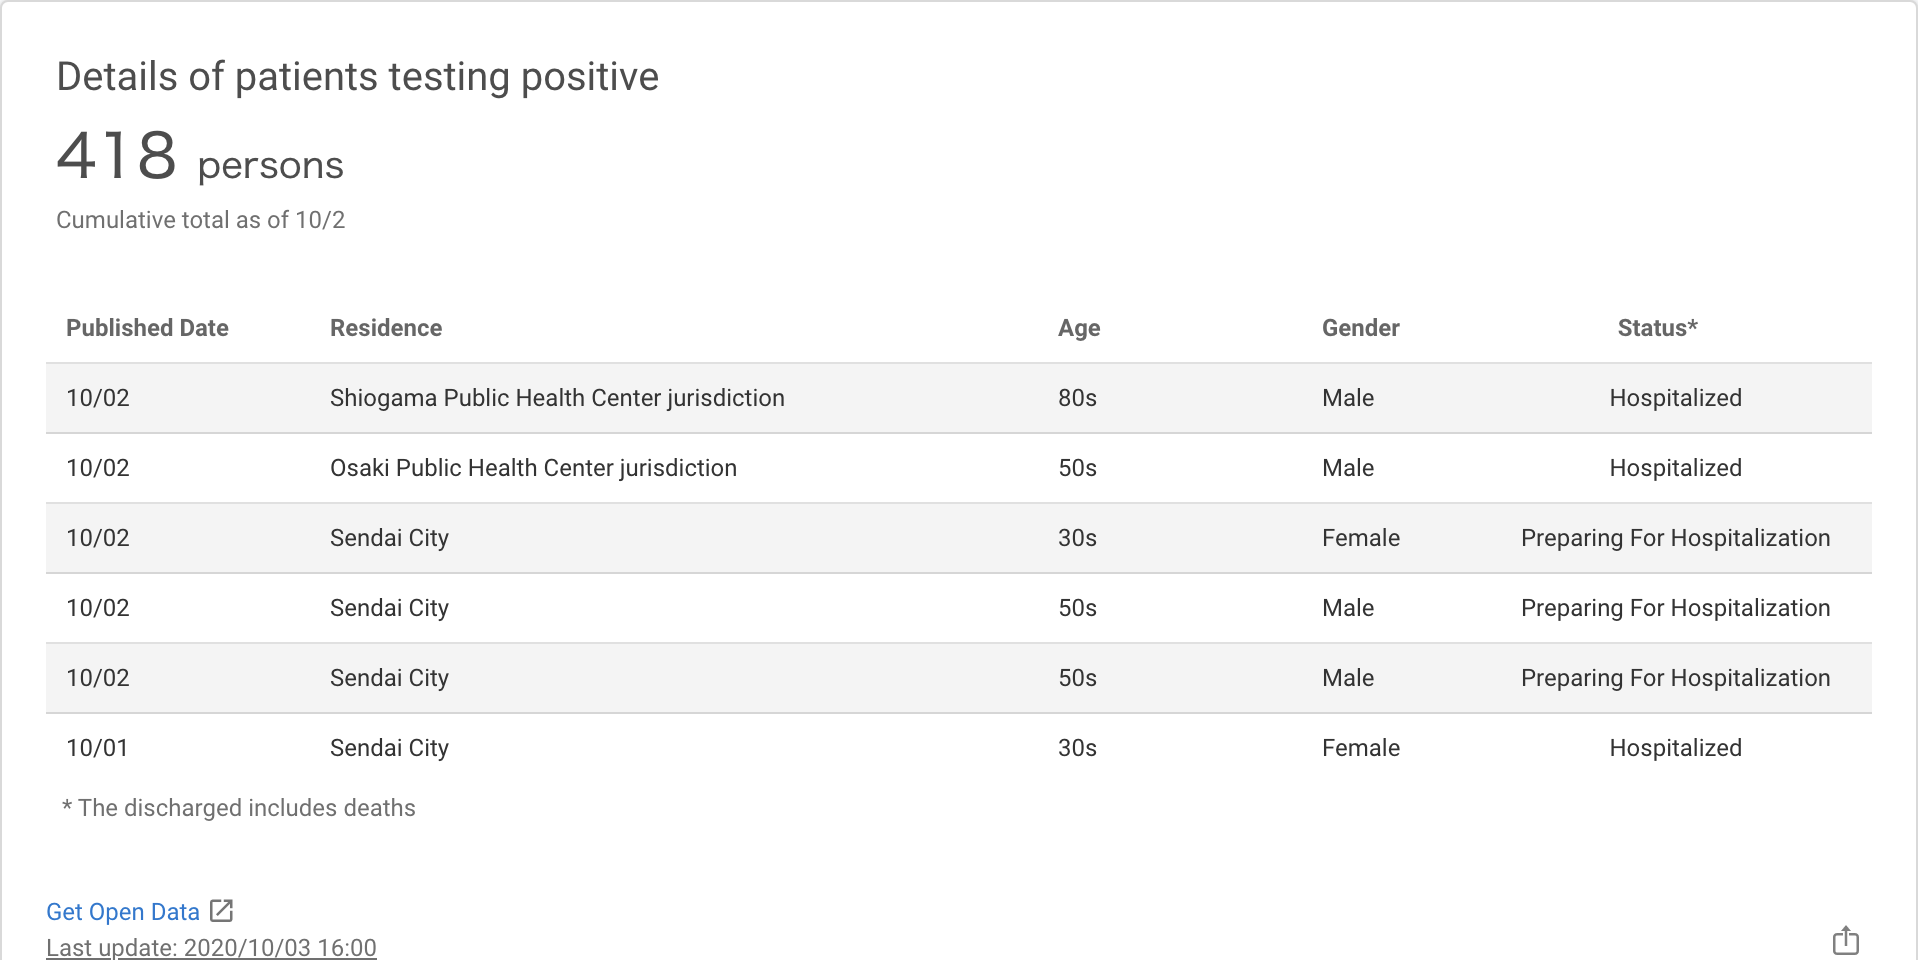 Details of patients testing positive
418 persons
Cumulative total as of 10/2
Published Date Residence Age Gender Status*
10/02 Shiogama Public Health Center jurisdiction 80s Male Hospitalized
10/02 Osaki Public Health Center jurisdiction 50s Male Hospitalized
10/02 Sendai City 30s Female Preparing For Hospitalization
10/02 Sendai City 50s Male Preparing For Hospitalization
10/02 Sendai City 50s Male Preparing For Hospitalization
10/01 Sendai City 30s Female Hospitalized
* The discharged includes deaths
Get Open Data
Last update: 2020/10/03 16:00